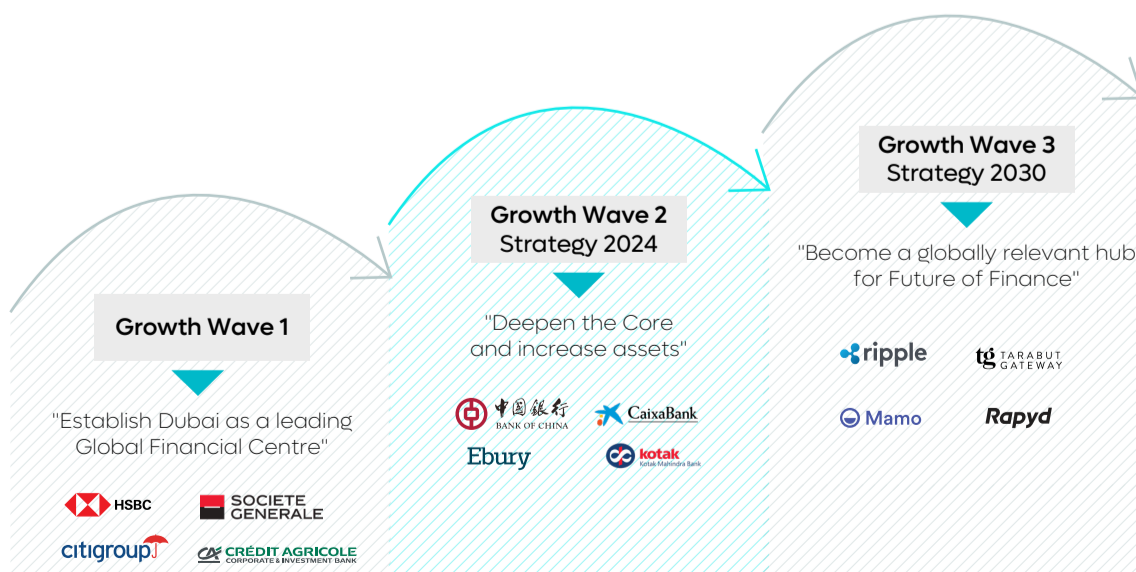 Growth Wave 1
"Establish Dubai as a leading
Global Financial Centre"
HSBC
SOCIETE
GENERALE
citigroup
CRÉDIT AGRICOLE
CORPORATE & INVESTMENT BANK
Growth Wave 2
Strategy 2024
"Deepen the Core
and increase assets"
中国銀行
BANK OF CHINA
CaixaBank
Ebury
kotak
Kotak Mahindra Bank
Growth Wave 3
Strategy 2030
"Become a globally relevant hub
for Future of Finance"
ripple
tg TARABUT
GATEWAY
Mamo
Rapyd